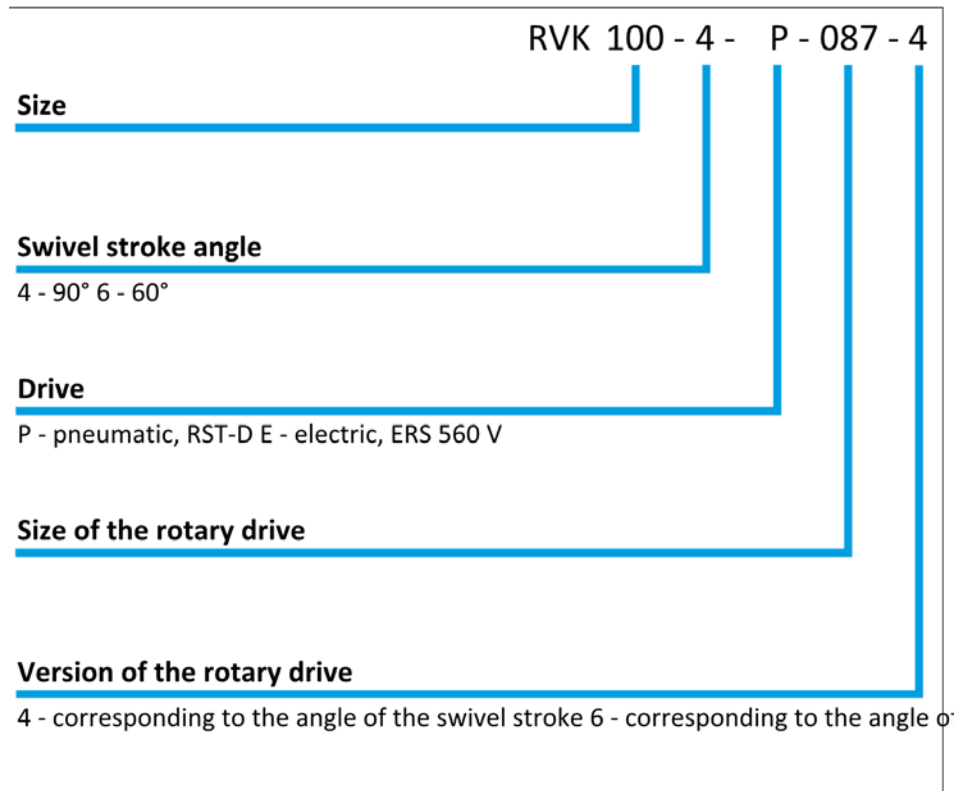 RVK 100 - 4 - P - 087 - 4
Size
Swivel stroke angle
4 - 90° 6 - 60°
Drive
P - pneumatic, RST-D E - electric, ERS 560 V
Size of the rotary drive
Version of the rotary drive
4 - corresponding to the angle of the swivel stroke 6 - corresponding to the angle of